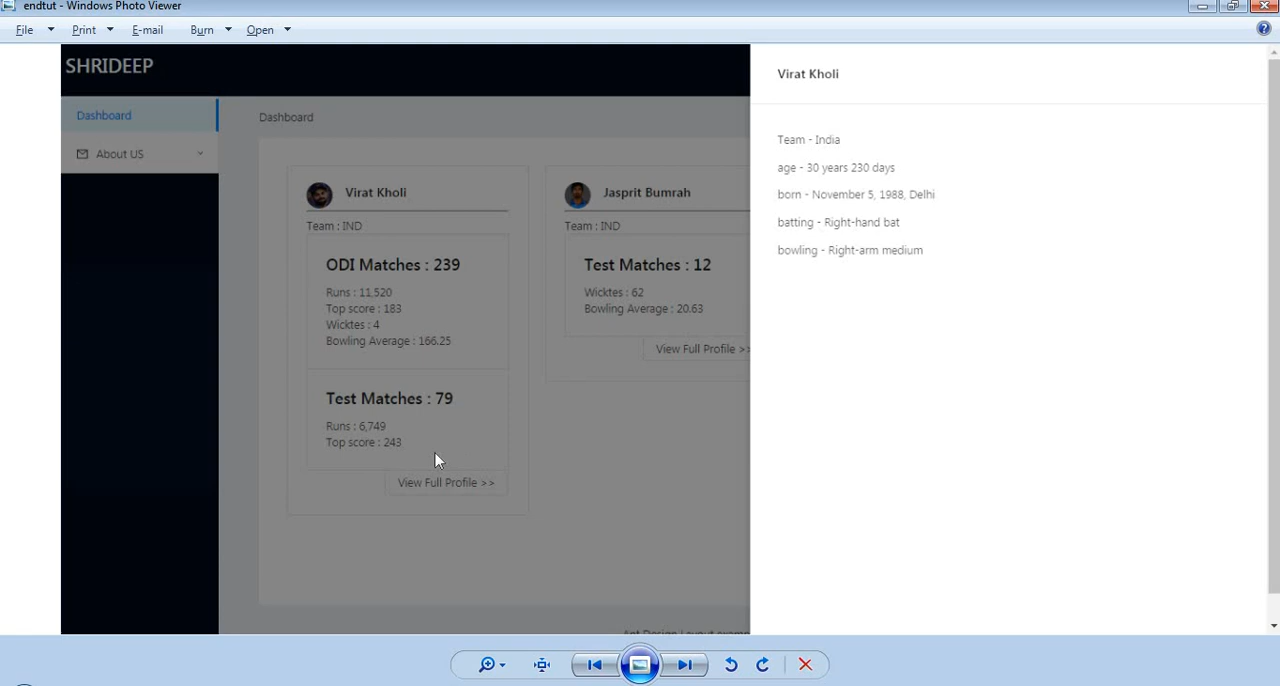 endtut - Windows Photo Viewer
File Print E-mail Burn Open
SHRIDEEP
Dashboard
About US
Dashboard
Virat Kholi
Team : IND
ODI Matches : 239
Runs : 11,520
Top score : 183
Wicktes : 4
Bowling Average : 166.25
Test Matches : 79
Runs : 6,749
Top score : 243
View Full Profile >>
Jasprit Bumrah
Team : IND
Test Matches : 12
Wicktes : 62
Bowling Average : 20.63
View Full Profile >>
Virat Kholi
Team - India
age - 30 years 230 days
born - November 5, 1988, Delhi
batting - Right-hand bat
bowling - Right-arm medium